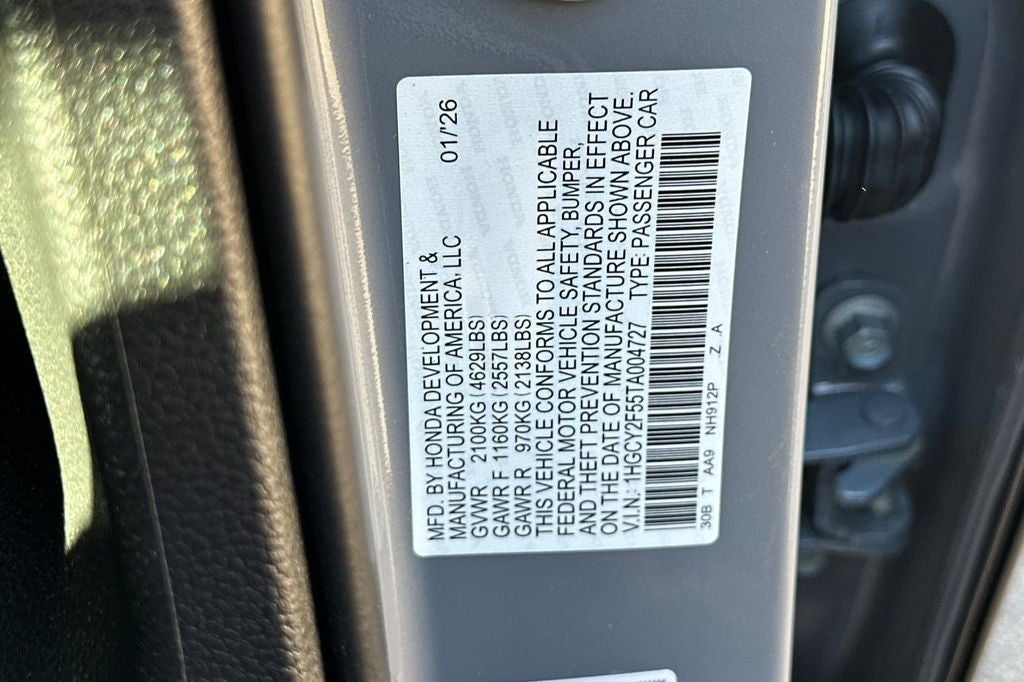 MFD. BY HONDA DEVELOPMENT & 01/'26
MANUFACTURING OF AMERICA, LLC
GVWR 2100KG (4629LBS)
GAWR F 1160KG (2557LBS)
GAWR R 970KG (2138LBS)
THIS VEHICLE CONFORMS TO ALL APPLICABLE
FEDERAL MOTOR VEHICLE SAFETY, BUMPER,
AND THEFT PREVENTION STANDARDS IN EFFECT
ON THE DATE OF MANUFACTURE SHOWN ABOVE.
V.I.N.: 1HGCY2F55TA004727 TYPE: PASSENGER CAR
30B T AA9 NH912P Z A